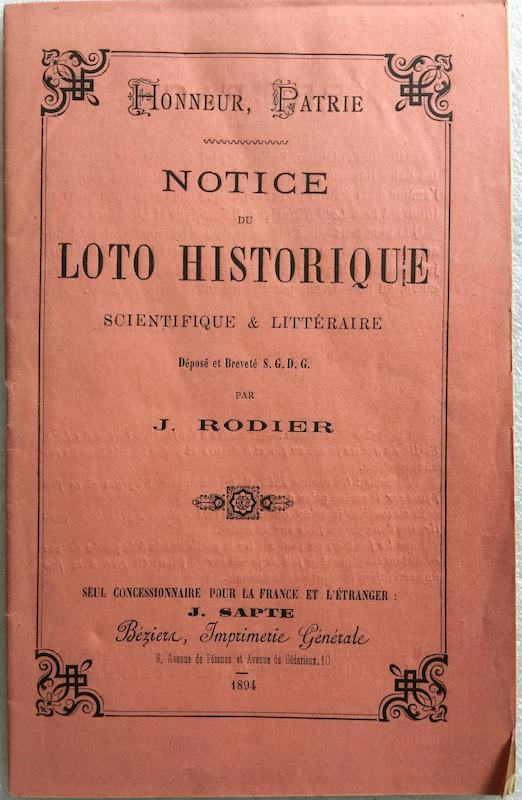 HONNEUR, PATRIE
NOTICE
DU
LOTO HISTORIQUE
SCIENTIFIQUE & LITTÉRAIRE
Déposé et Breveté S. G. D. G.
PAR
J. RODIER
SEUL CONCESSIONNAIRE POUR LA FRANCE ET L'ÉTRANGER :
J. SAPTE
Béziers, Imprimerie Générale
9, Avenue de Pézenas et Avenue de Bédarieux, 10
1894